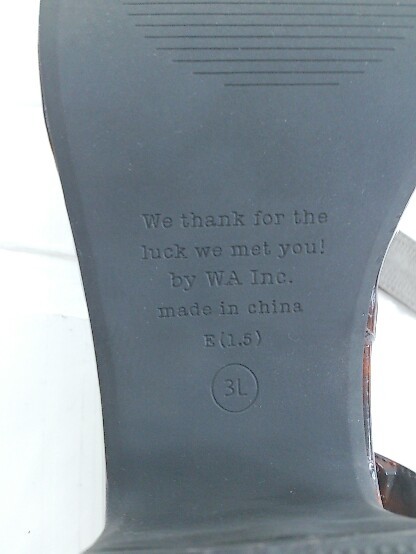 We thank for the
luck we met you!
by WA Inc.
made in china
E(1.5)
3L